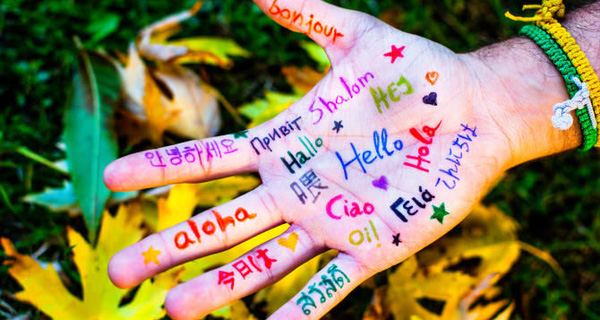 bonjour
Shalom
HEJ
안녕하세요
Привіт
Hallo
Hello
Hola
こんにちは
喂
Ciao
Γειά
Oi!
aloha
今日は
สวัสดี